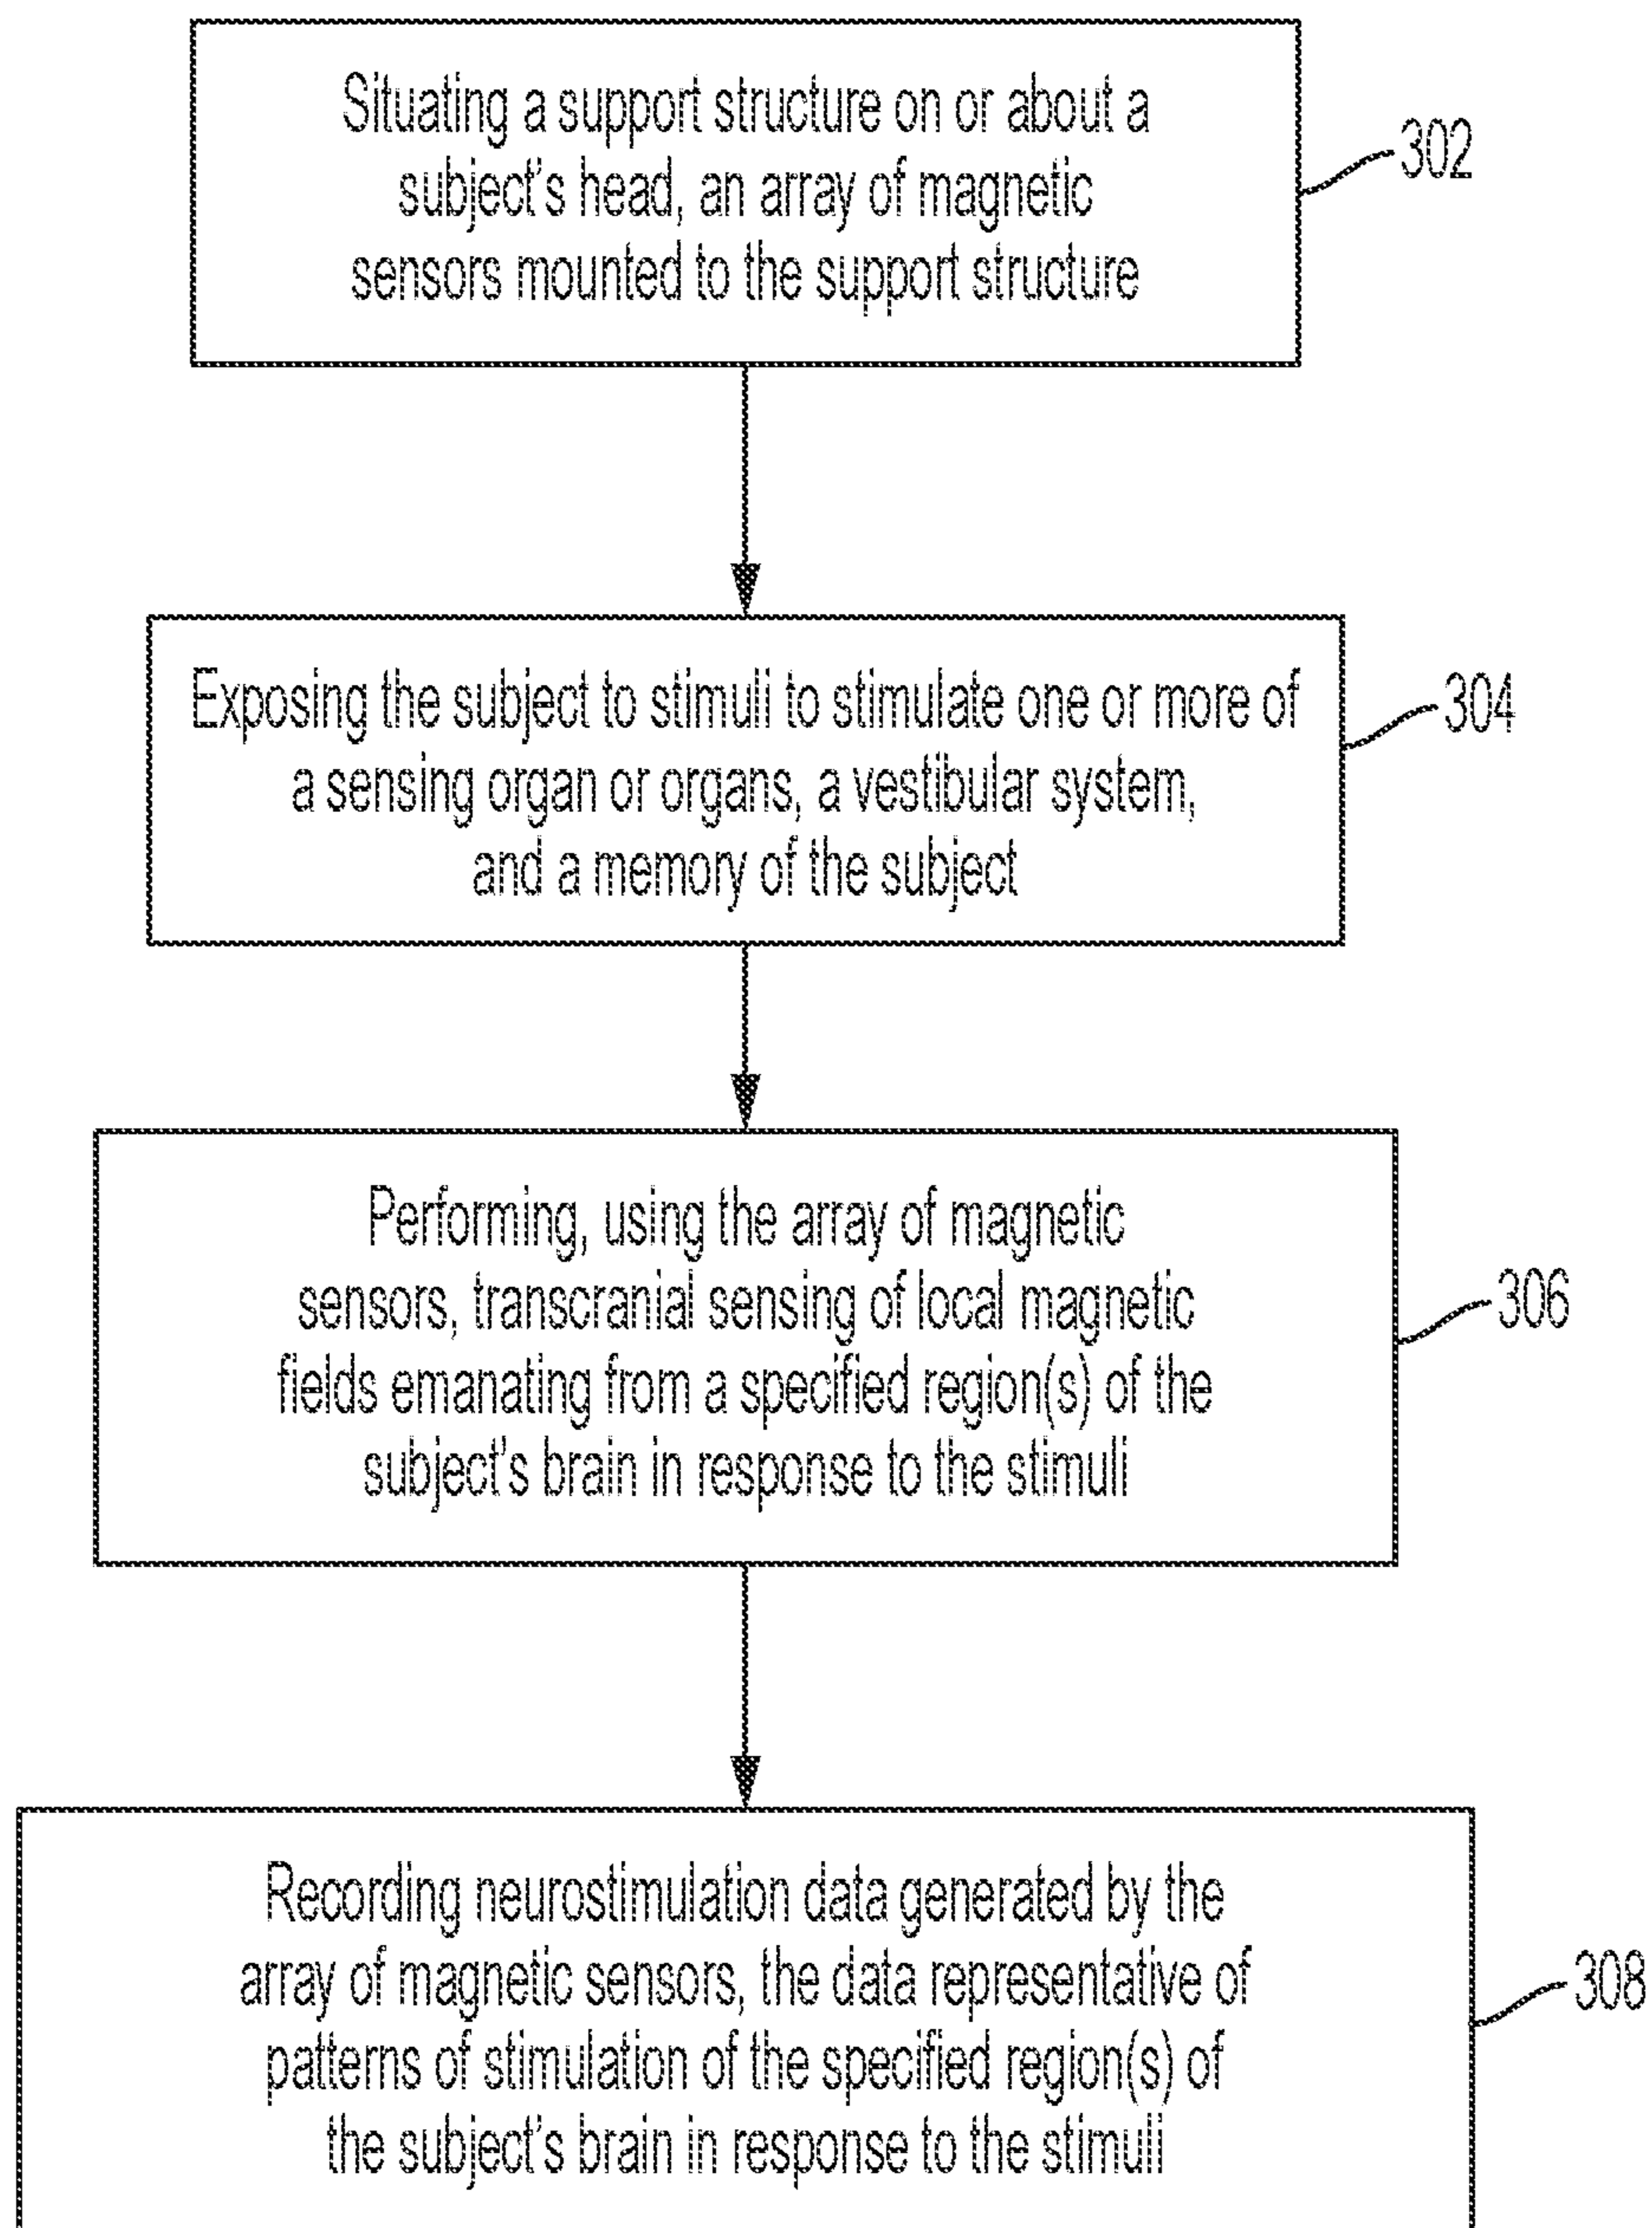 Situating a support structure on or about a
subject's head, an array of magnetic
sensors mounted to the support structure
302
Exposing the subject to stimuli to stimulate one or more of
a sensing organ or organs, a vestibular system,
and a memory of the subject
304
Performing, using the array of magnetic
sensors, transcranial sensing of local magnetic
fields emanating from a specified region(s) of the
subject's brain in response to the stimuli
306
Recording neurostimulation data generated by the
array of magnetic sensors, the data representative of
patterns of stimulation of the specified region(s) of
the subject's brain in response to the stimuli
308